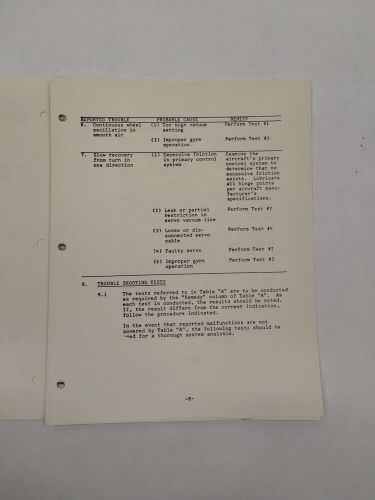 REPORTED TROUBLE PROBABLE CAUSE REMEDY
6. Continuous wheel (1) Too high vacuum Perform Test #1
oscillation in setting
smooth air
(2) Improper gyro Perform Test #3
operation
7. Slow recovery (1) Excessive friction Examine the
from turn in in primary control aircraft's primary
one direction system control system to
determine that no
excessive friction
exists. Lubricate
all hinge points
per aircraft manu-
facturer's
specifications.
(2) Leak or partial Perform Test #2
restriction in
servo vacuum line
(3) Loose or dis- Perform Test #4
connected servo
cable
(4) Faulty servo Perform Test #2
(5) Improper gyro Perform Test #3
operation
9. TROUBLE SHOOTING TESTS
9.1 The tests referred to in Table "A" are to be conducted
as required by the "Remedy" column of Table "A". As
each test is conducted, the results should be noted.
If, the result differs from the correct indication,
follow the procedure indicated.
In the event that reported malfunctions are not
covered by Table "A", the following tests should be
used for a thorough system analysis.
-8-